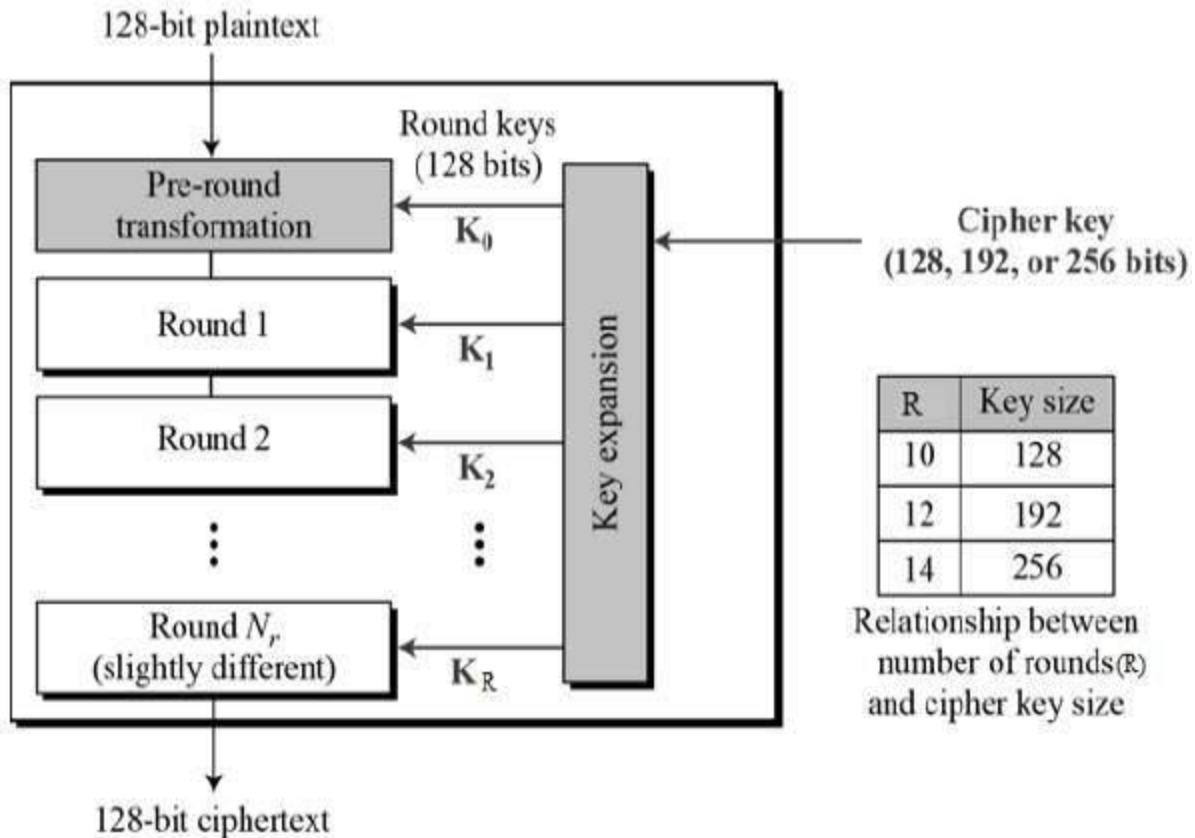 128-bit plaintext
Round keys
(128 bits)
Pre-round
transformation
K0
Cipher key
(128, 192, or 256 bits)
Round 1
K1
Key expansion
Round 2
K2
R Key size
10 128
12 192
14 256
Relationship between
number of rounds(R)
and cipher key size
Round Nr
(slightly different)
KR
128-bit ciphertext